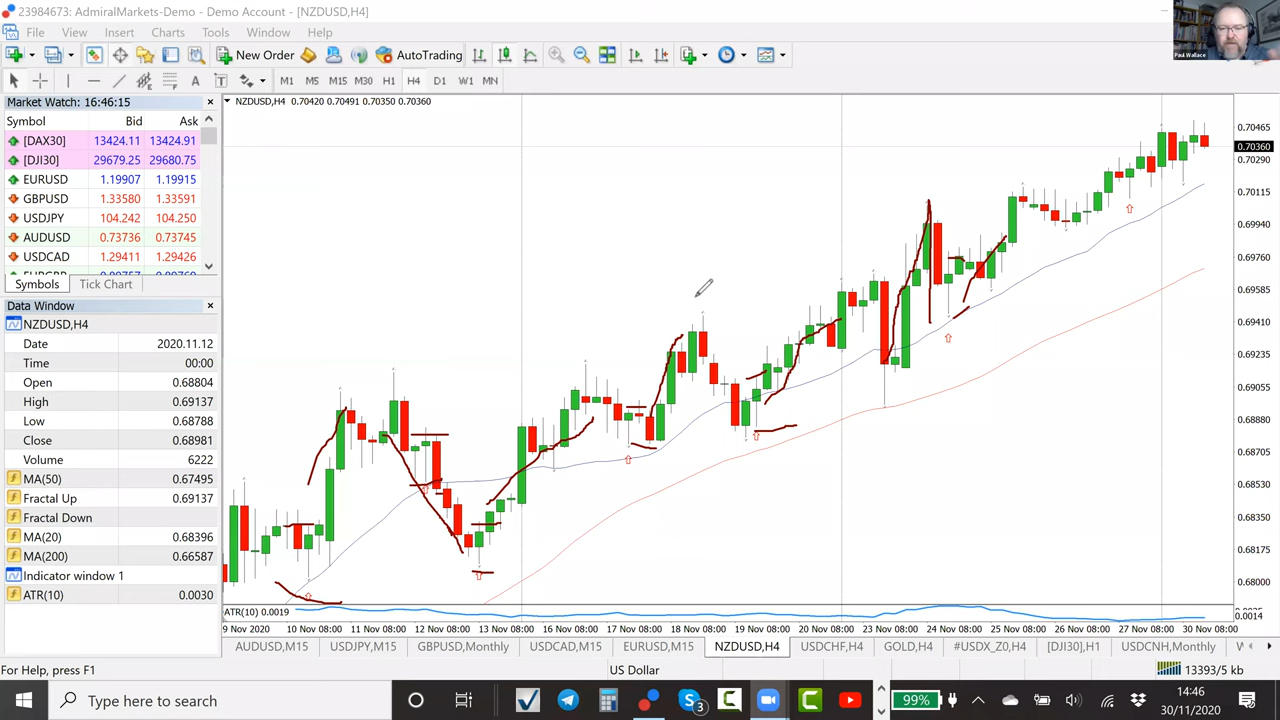 23984673: AdmiralMarkets-Demo - Demo Account - [NZDUSD,H4]
File View Insert Charts Tools Window Help
New Order AutoTrading
A T M1 M5 M15 M30 H1 H4 D1 W1 MN
Paul Wallace
Market Watch: 16:46:15
Symbol Bid Ask
[DAX30] 13424.11 13424.91
[DJI30] 29679.25 29680.75
EURUSD 1.19907 1.19915
GBPUSD 1.33580 1.33591
USDJPY 104.242 104.250
AUDUSD 0.73736 0.73745
USDCAD 1.29411 1.29426
Symbols Tick Chart
Data Window
NZDUSD,H4
Date 2020.11.12
Time 00:00
Open 0.68804
High 0.69137
Low 0.68788
Close 0.68981
Volume 6222
MA(50) 0.67495
Fractal Up 0.69137
Fractal Down
MA(20) 0.68396
MA(200) 0.66587
Indicator window 1
ATR(10) 0.0030
NZDUSD,H4 0.70420 0.70491 0.70350 0.70360
0.70465
0.70360
0.70290
0.70115
0.69940
0.69760
0.69585
0.69410
0.69235
0.69055
0.68880
0.68705
0.68530
0.68350
0.68175
0.68000
ATR(10) 0.0019
0.0014
9 Nov 2020 10 Nov 08:00 11 Nov 08:00 12 Nov 08:00 13 Nov 08:00 16 Nov 08:00 17 Nov 08:00 18 Nov 08:00 19 Nov 08:00 20 Nov 08:00 23 Nov 08:00 24 Nov 08:00 25 Nov 08:00 26 Nov 08:00 27 Nov 08:00 30 Nov 08:00
AUDUSD,M15 USDJPY,M15 GBPUSD,Monthly USDCAD,M15 EURUSD,M15 NZDUSD,H4 USDCHF,H4 GOLD,H4 #USDX_Z0,H4 [DJI30],H1 USDCNH,Monthly
For Help, press F1 US Dollar 13393/5 kb
Type here to search 3 99% 14:46
30/11/2020